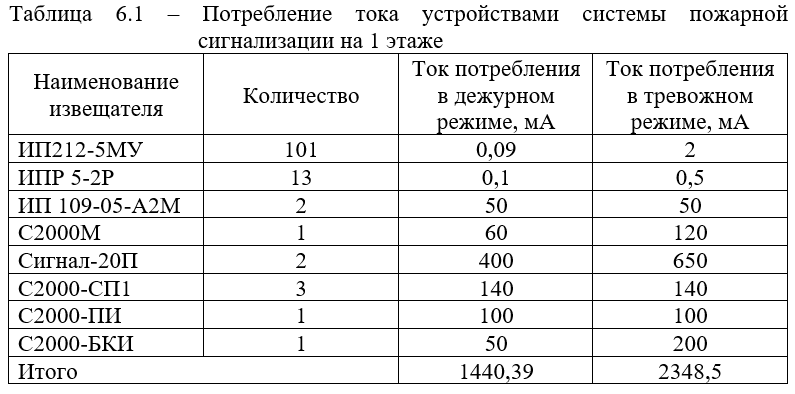 Таблица 6.1 – Потребление тока устройствами системы пожарной
сигнализации на 1 этаже
Наименование извещателя Количество Ток потребления в дежурном режиме, мА Ток потребления в тревожном режиме, мА
ИП212-5МУ 101 0,09 2
ИПР 5-2Р 13 0,1 0,5
ИП 109-05-А2М 2 50 50
С2000М 1 60 120
Сигнал-20П 2 400 650
С2000-СП1 3 140 140
С2000-ПИ 1 100 100
С2000-БКИ 1 50 200
Итого 1440,39 2348,5